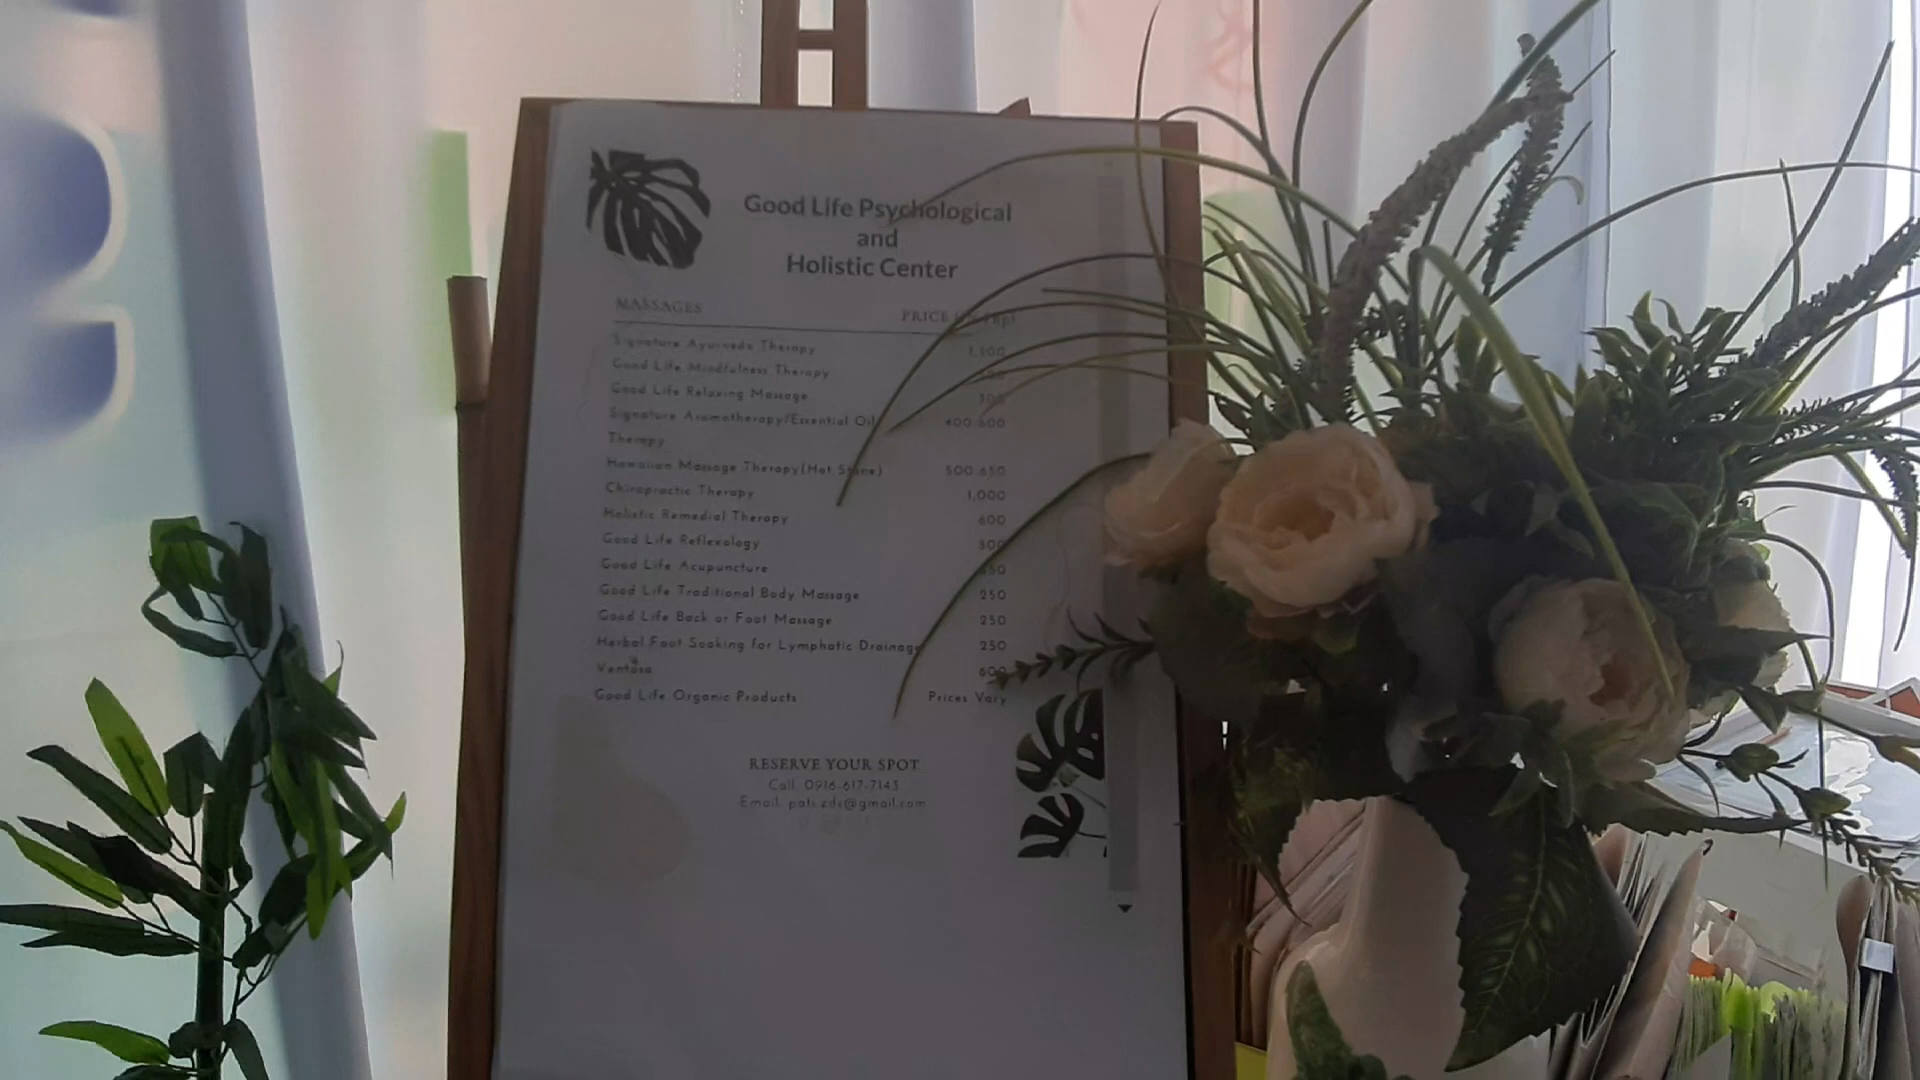 Good Life Psychological
and
Holistic Center
MASSAGES PRICE
Signature Ayurveda Therapy
Good Life Mindfulness Therapy
Good Life Relaxing Massage 300
Signature Aromatherapy/Essential Oil 400-600
Therapy
Hawaiian Massage Therapy(Hot Stone) 500-650
Chiropractic Therapy 1,000
Holistic Remedial Therapy 600
Good Life Reflexology 300
Good Life Acupuncture
Good Life Traditional Body Massage 250
Good Life Back or Foot Massage 250
Herbal Foot Soaking for Lymphatic Drainage 250
Ventosa 600
Good Life Organic Products Prices Vary
RESERVE YOUR SPOT
Call: 0916-617-7143
Email: